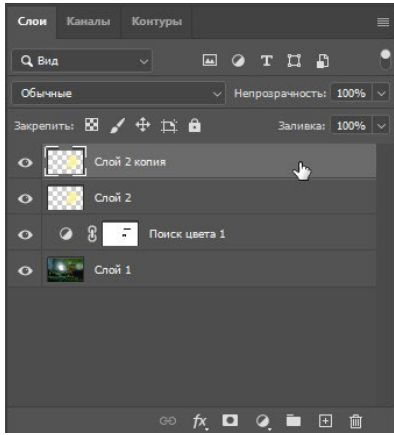 Слои Каналы Контуры
Вид
Обычные Непрозрачность: 100%
Закрепить: Заливка: 100%
Слой 2 копия
Слой 2
Поиск цвета 1
Слой 1
fx